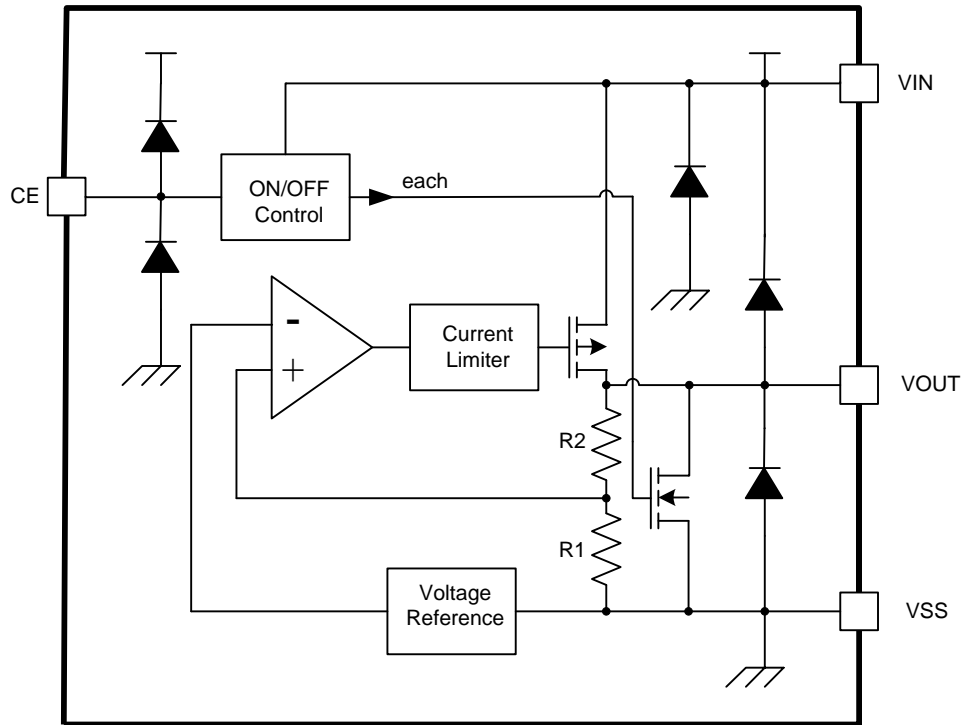 VIN
CE
ON/OFF
Control
each
-
+
Current
Limiter
VOUT
R2
R1
Voltage
Reference
VSS